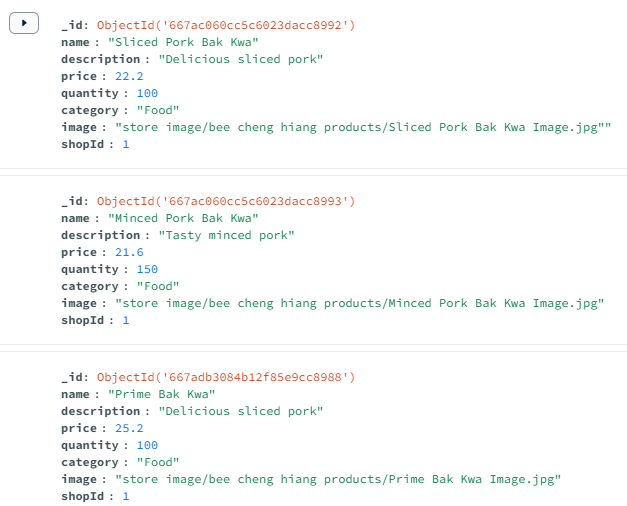 _id: ObjectId('667ac060cc5c6023dacc8992')
name : "Sliced Pork Bak Kwa"
description : "Delicious sliced pork"
price : 22.2
quantity : 100
category : "Food"
image : "store image/bee cheng hiang products/Sliced Pork Bak Kwa Image.jpg""
shopId : 1
_id: ObjectId('667ac060cc5c6023dacc8993')
name : "Minced Pork Bak Kwa"
description : "Tasty minced pork"
price : 21.6
quantity : 150
category : "Food"
image : "store image/bee cheng hiang products/Minced Pork Bak Kwa Image.jpg"
shopId : 1
_id: ObjectId('667adb3084b12f85e9cc8988')
name : "Prime Bak Kwa"
description : "Delicious sliced pork"
price : 25.2
quantity : 100
category : "Food"
image : "store image/bee cheng hiang products/Prime Bak Kwa Image.jpg"
shopId : 1